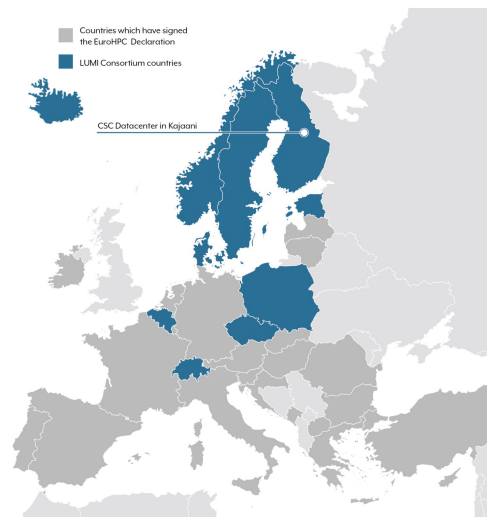 Countries which have signed
the EuroHPC Declaration
LUMI Consortium countries
CSC Datacenter in Kajaani